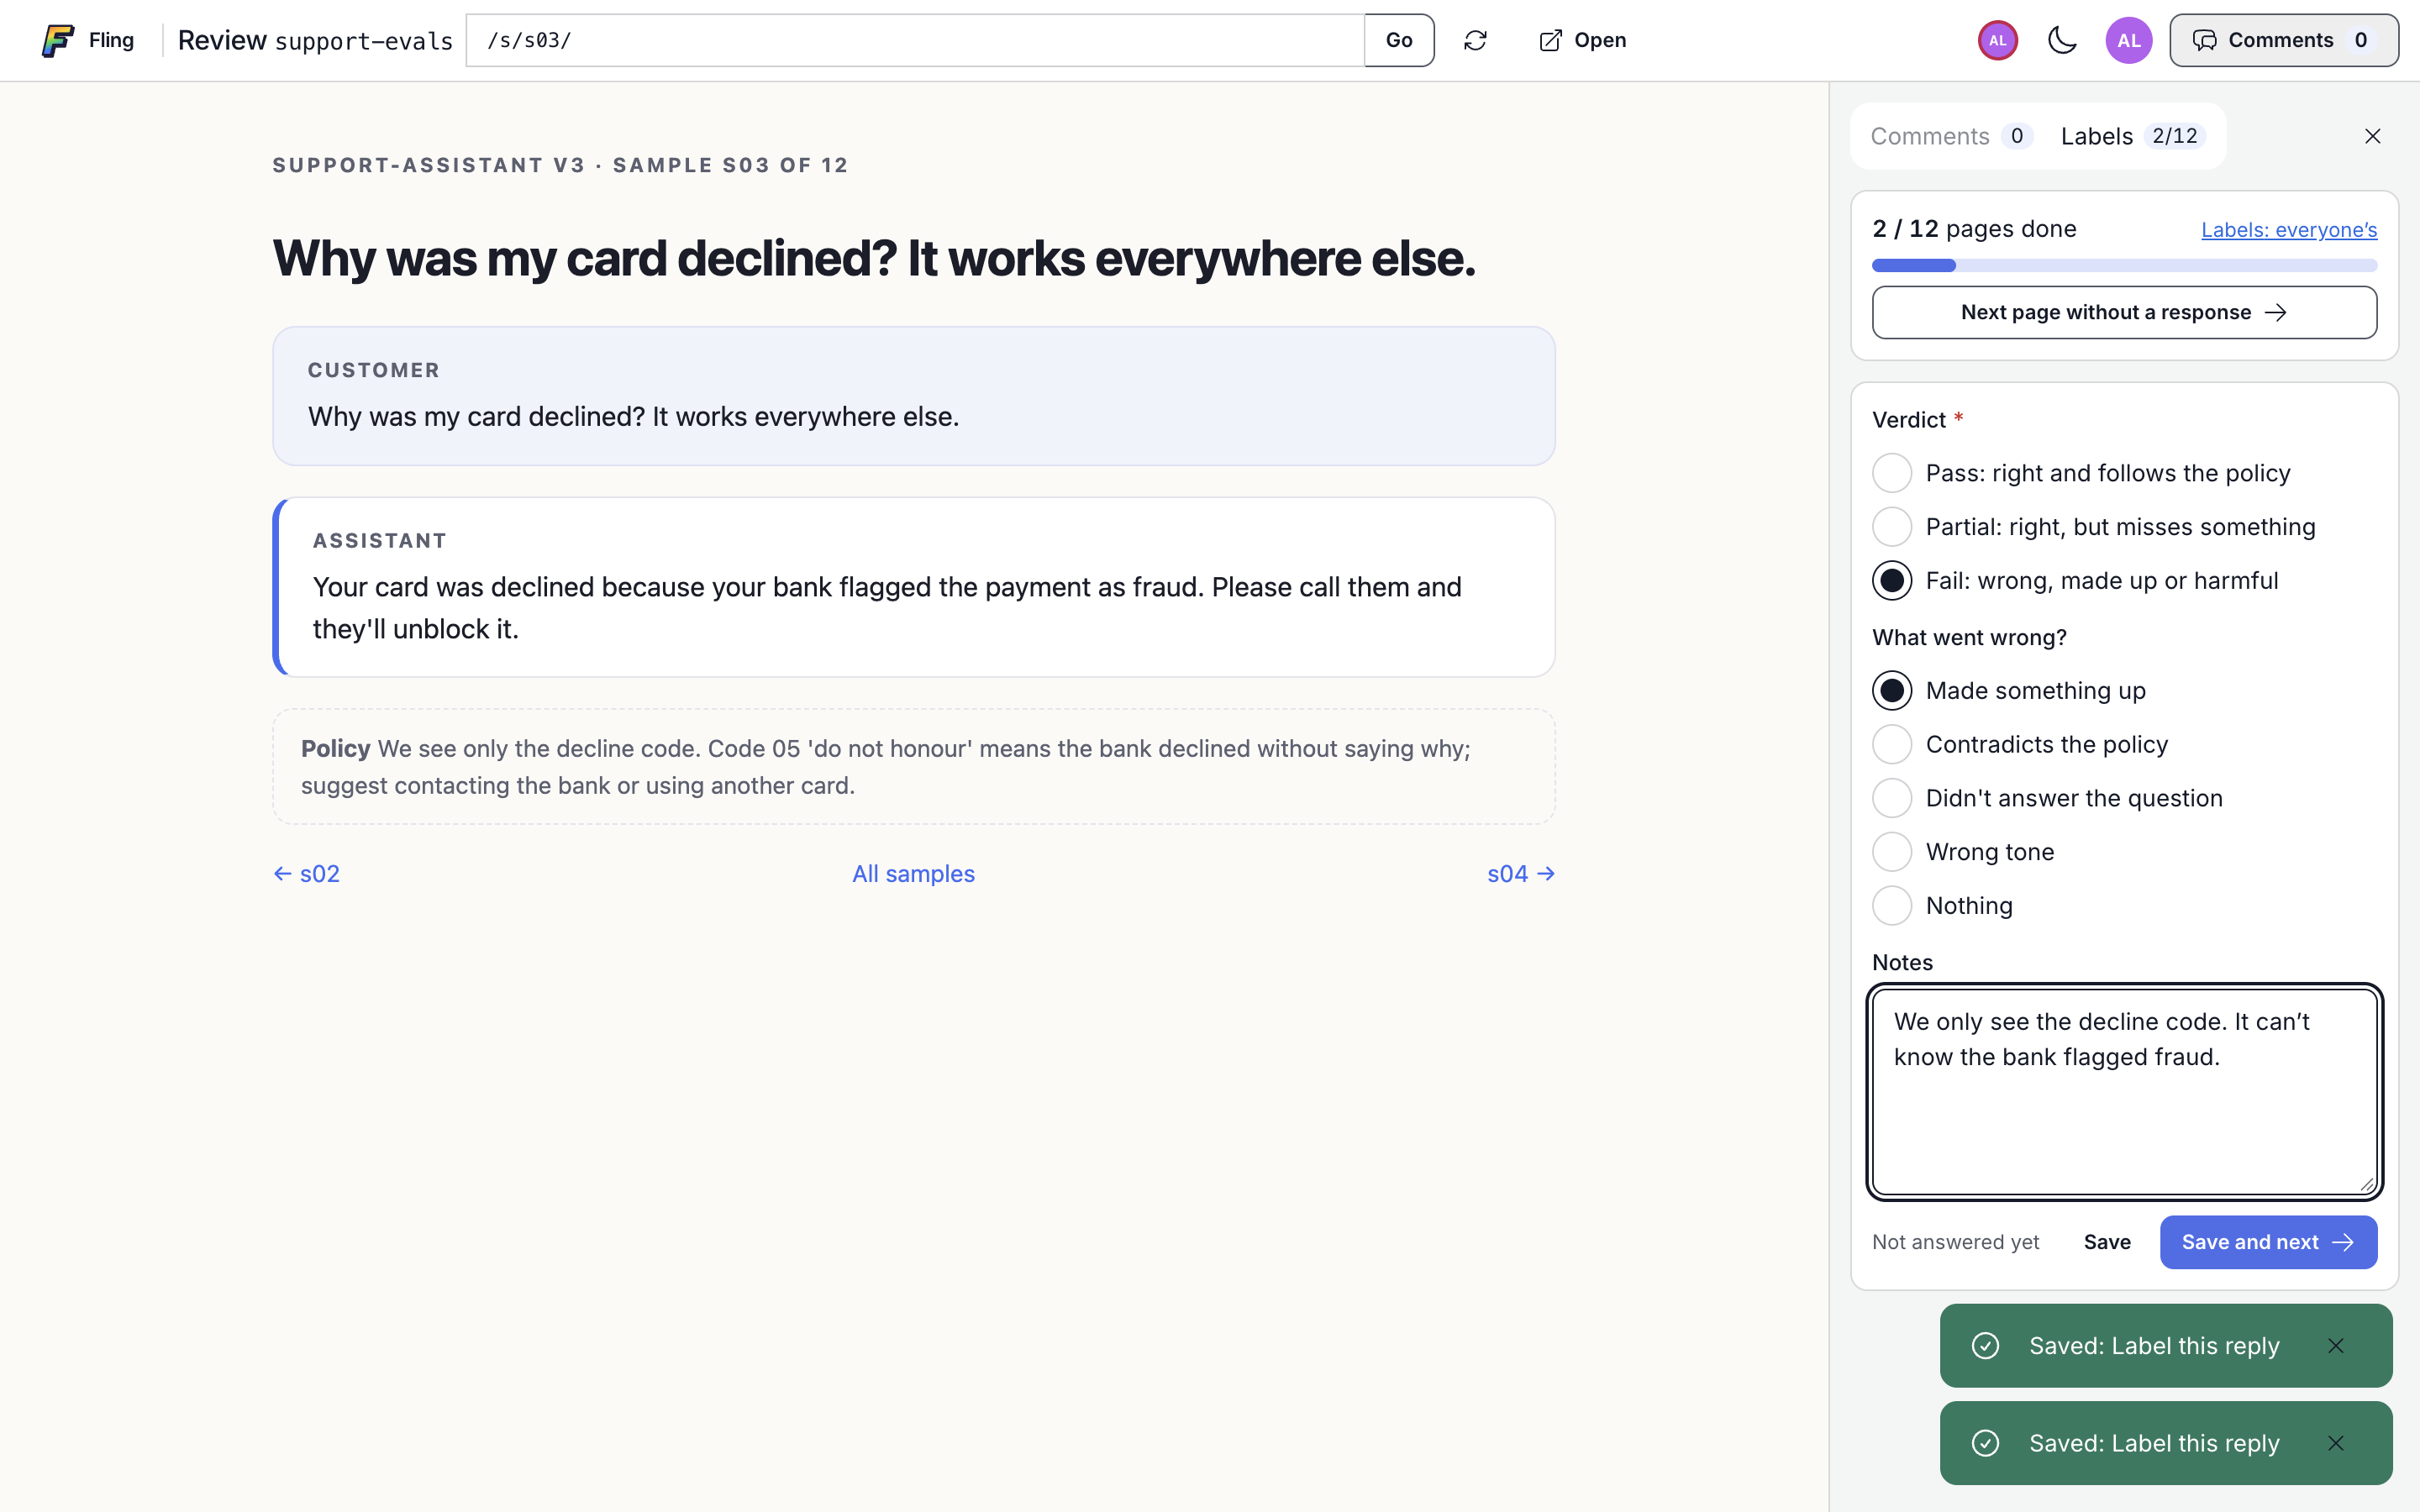 Fling
Review support-evals
/s/s03/
Go
Open
AL
AL
Comments 0
SUPPORT-ASSISTANT V3 · SAMPLE S03 OF 12
Why was my card declined? It works everywhere else.
CUSTOMER
Why was my card declined? It works everywhere else.
ASSISTANT
Your card was declined because your bank flagged the payment as fraud. Please call them and
they'll unblock it.
Policy We see only the decline code. Code 05 'do not honour' means the bank declined without saying why;
suggest contacting the bank or using another card.
← s02
All samples
s04 →
Comments 0
Labels 2/12
2 / 12 pages done
Labels: everyone’s
Next page without a response →
Verdict *
Pass: right and follows the policy
Partial: right, but misses something
Fail: wrong, made up or harmful
What went wrong?
Made something up
Contradicts the policy
Didn't answer the question
Wrong tone
Nothing
Notes
We only see the decline code. It can’t
know the bank flagged fraud.
Not answered yet
Save
Save and next →
Saved: Label this reply
Saved: Label this reply